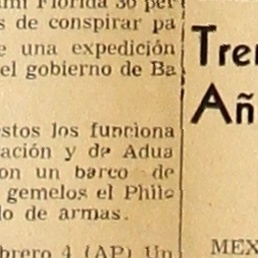 Florida 30 per
s de conspirar pa
e una expedición
el gobierno de Ba
estos los funciona
ación y de Adua
on un barco de
gemelos el Phil
lo de armas.
brero 4 (AP) Un
Tre
Añ
MEX